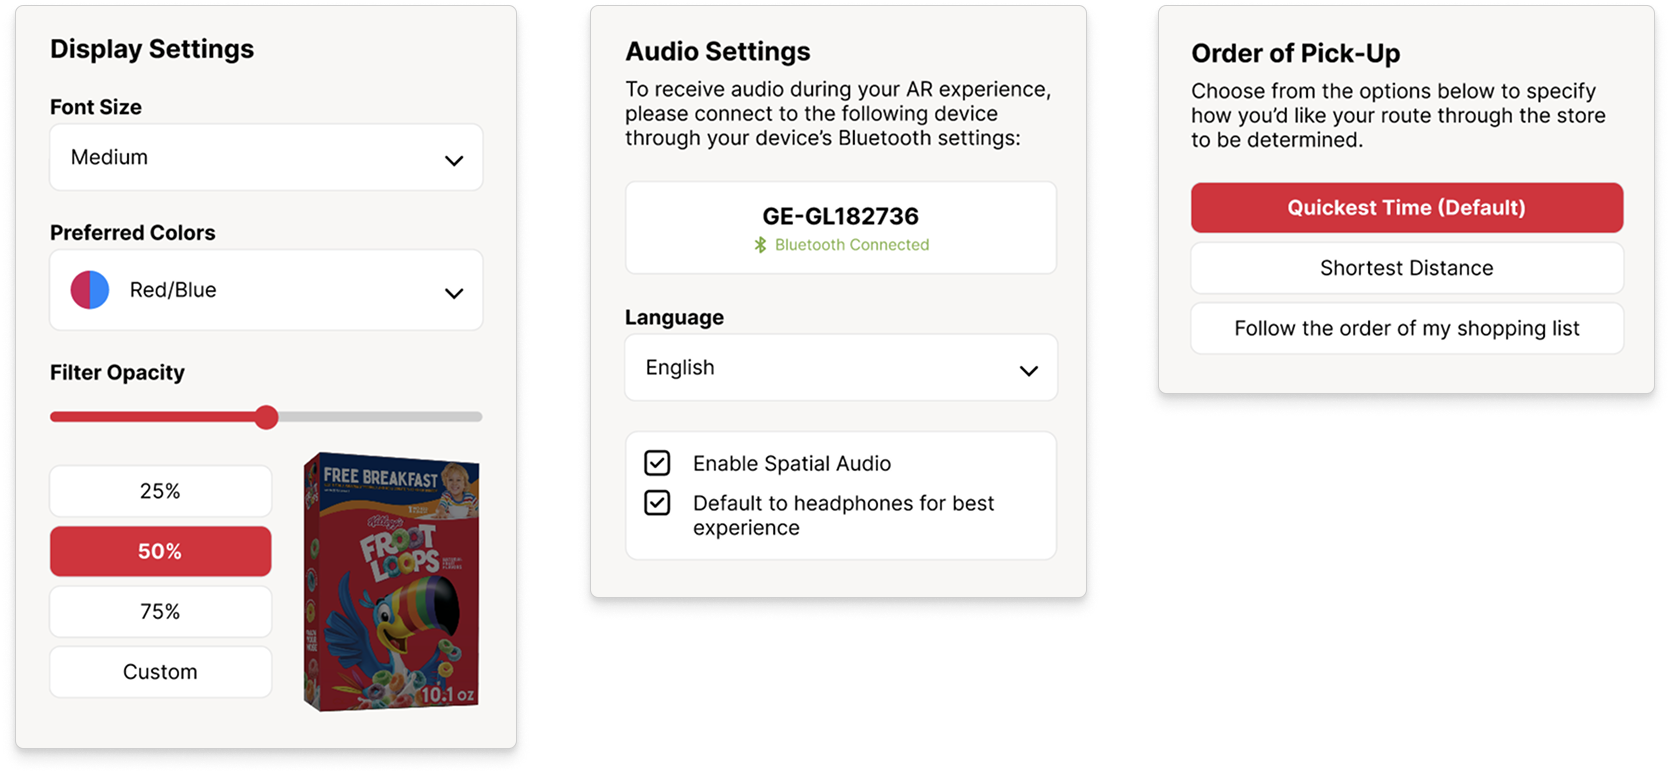 Display Settings
Font Size
Medium
Preferred Colors
Red/Blue
Filter Opacity
25%
50%
75%
Custom
FREE BREAKFAST
Kellogg's
FROOT
LOOPS
10.1 oz
Audio Settings
To receive audio during your AR experience,
please connect to the following device
through your device’s Bluetooth settings:
GE-GL182736
Bluetooth Connected
Language
English
Enable Spatial Audio
Default to headphones for best
experience
Order of Pick-Up
Choose from the options below to specify
how you’d like your route through the store
to be determined.
Quickest Time (Default)
Shortest Distance
Follow the order of my shopping list